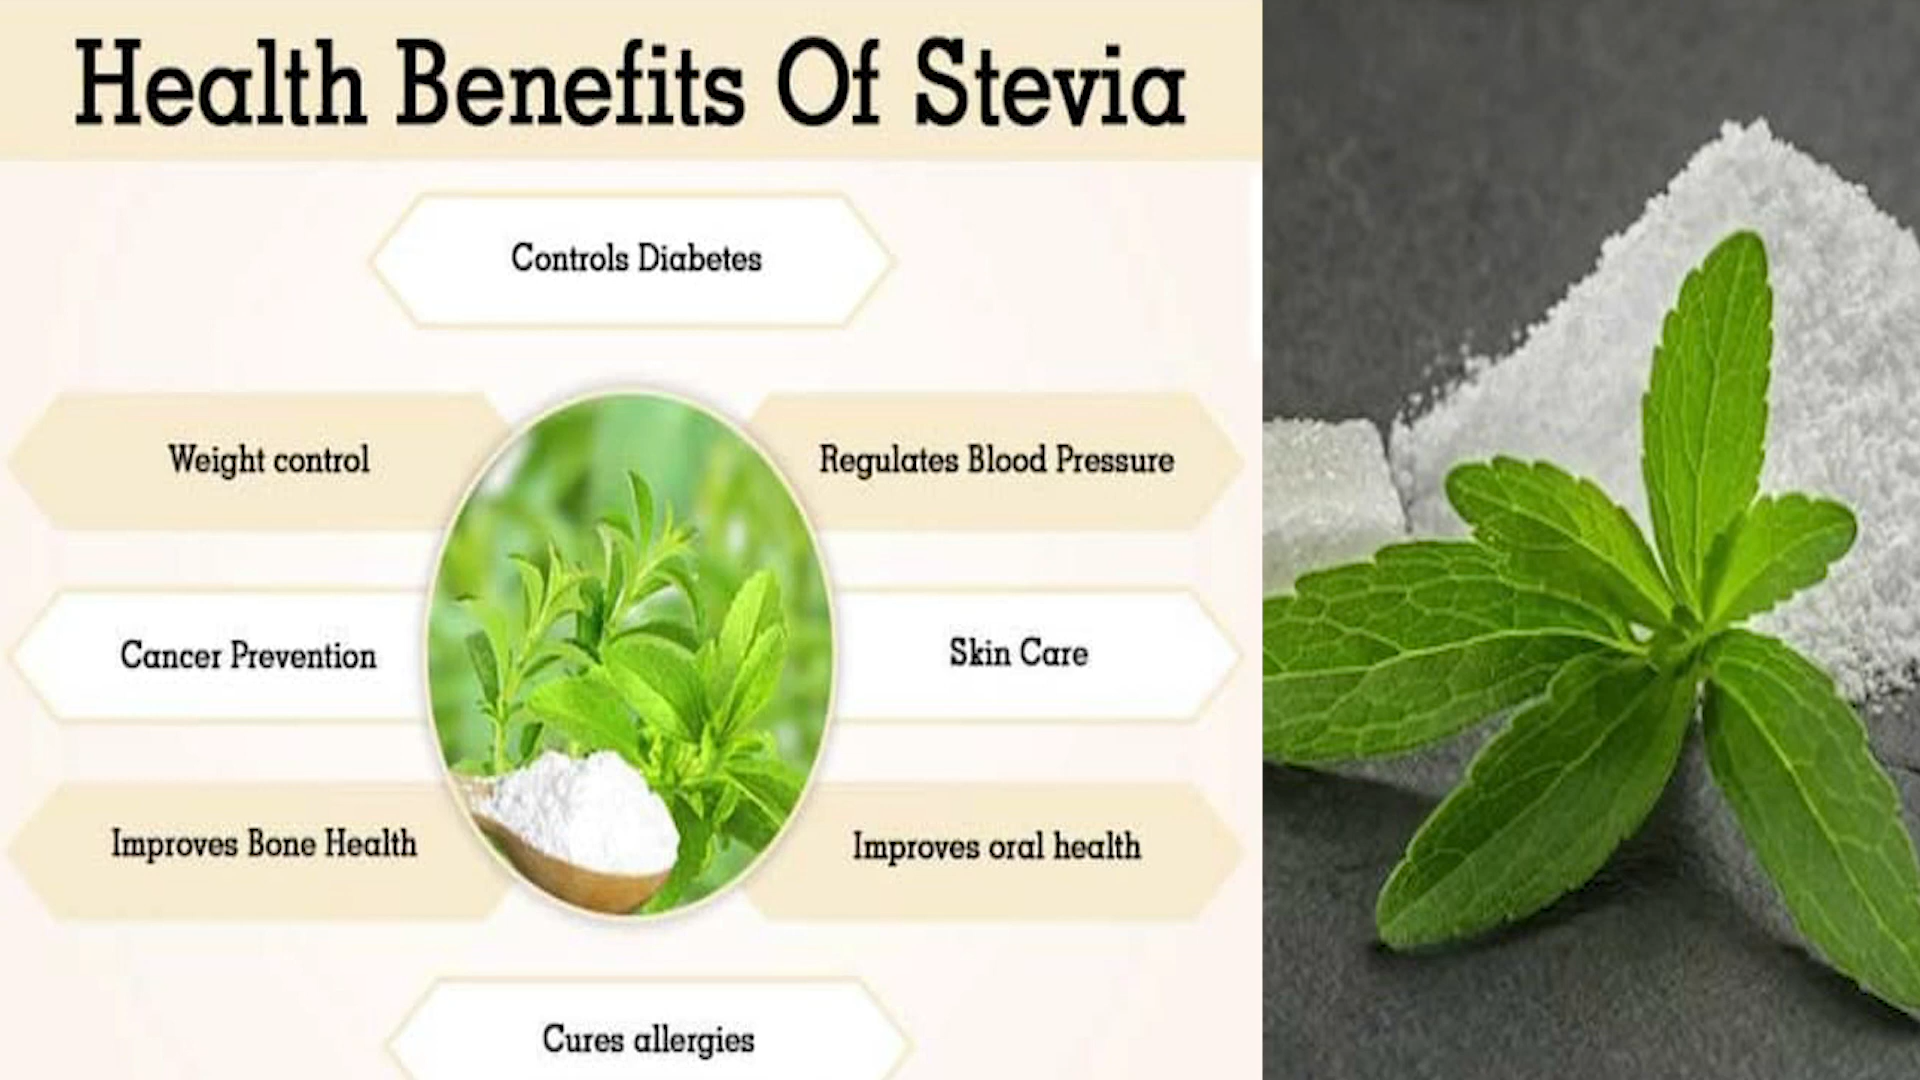 Health Benefits Of Stevia
Controls Diabetes
Weight control
Regulates Blood Pressure
Cancer Prevention
Skin Care
Improves Bone Health
Improves oral health
Cures allergies